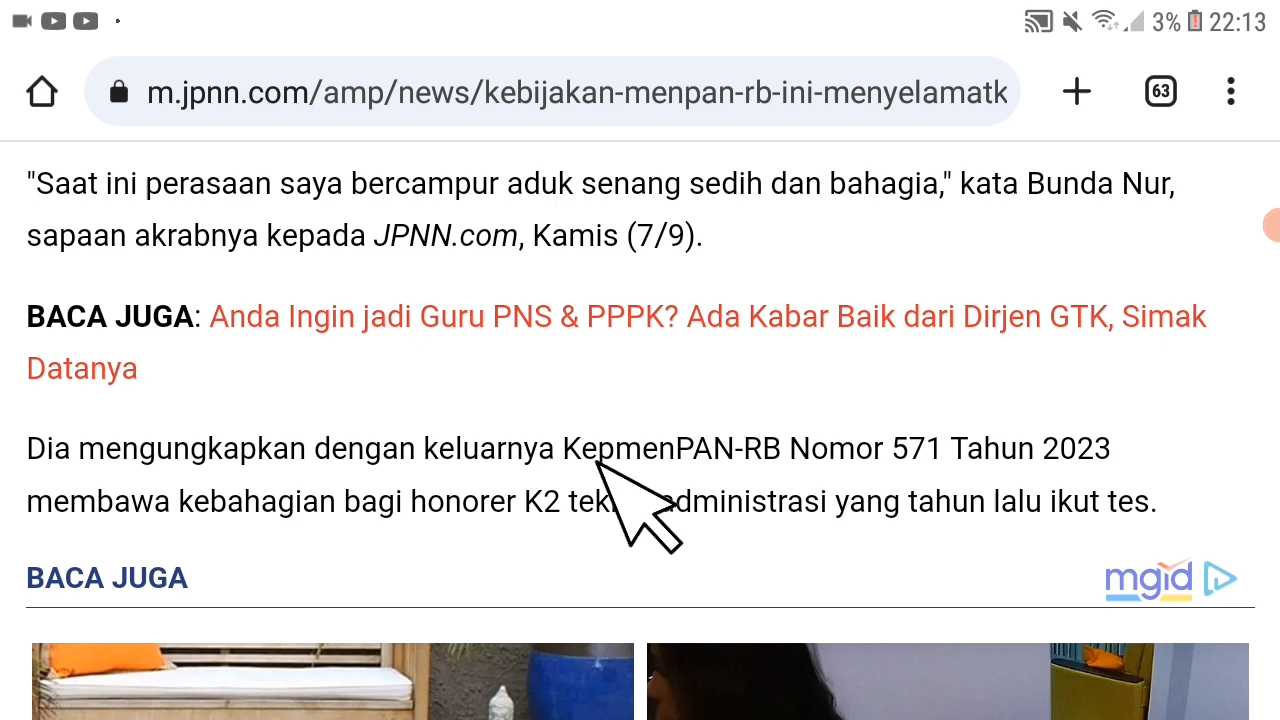 3% 22:13
m.jpnn.com/amp/news/kebijakan-menpan-rb-ini-menyelamatk
63
"Saat ini perasaan saya bercampur aduk senang sedih dan bahagia," kata Bunda Nur,
sapaan akrabnya kepada JPNN.com, Kamis (7/9).
BACA JUGA: Anda Ingin jadi Guru PNS & PPPK? Ada Kabar Baik dari Dirjen GTK, Simak
Datanya
Dia mengungkapkan dengan keluarnya KepmenPAN-RB Nomor 571 Tahun 2023
membawa kebahagian bagi honorer K2 yang tahun lalu ikut tes.
BACA JUGA
mgid